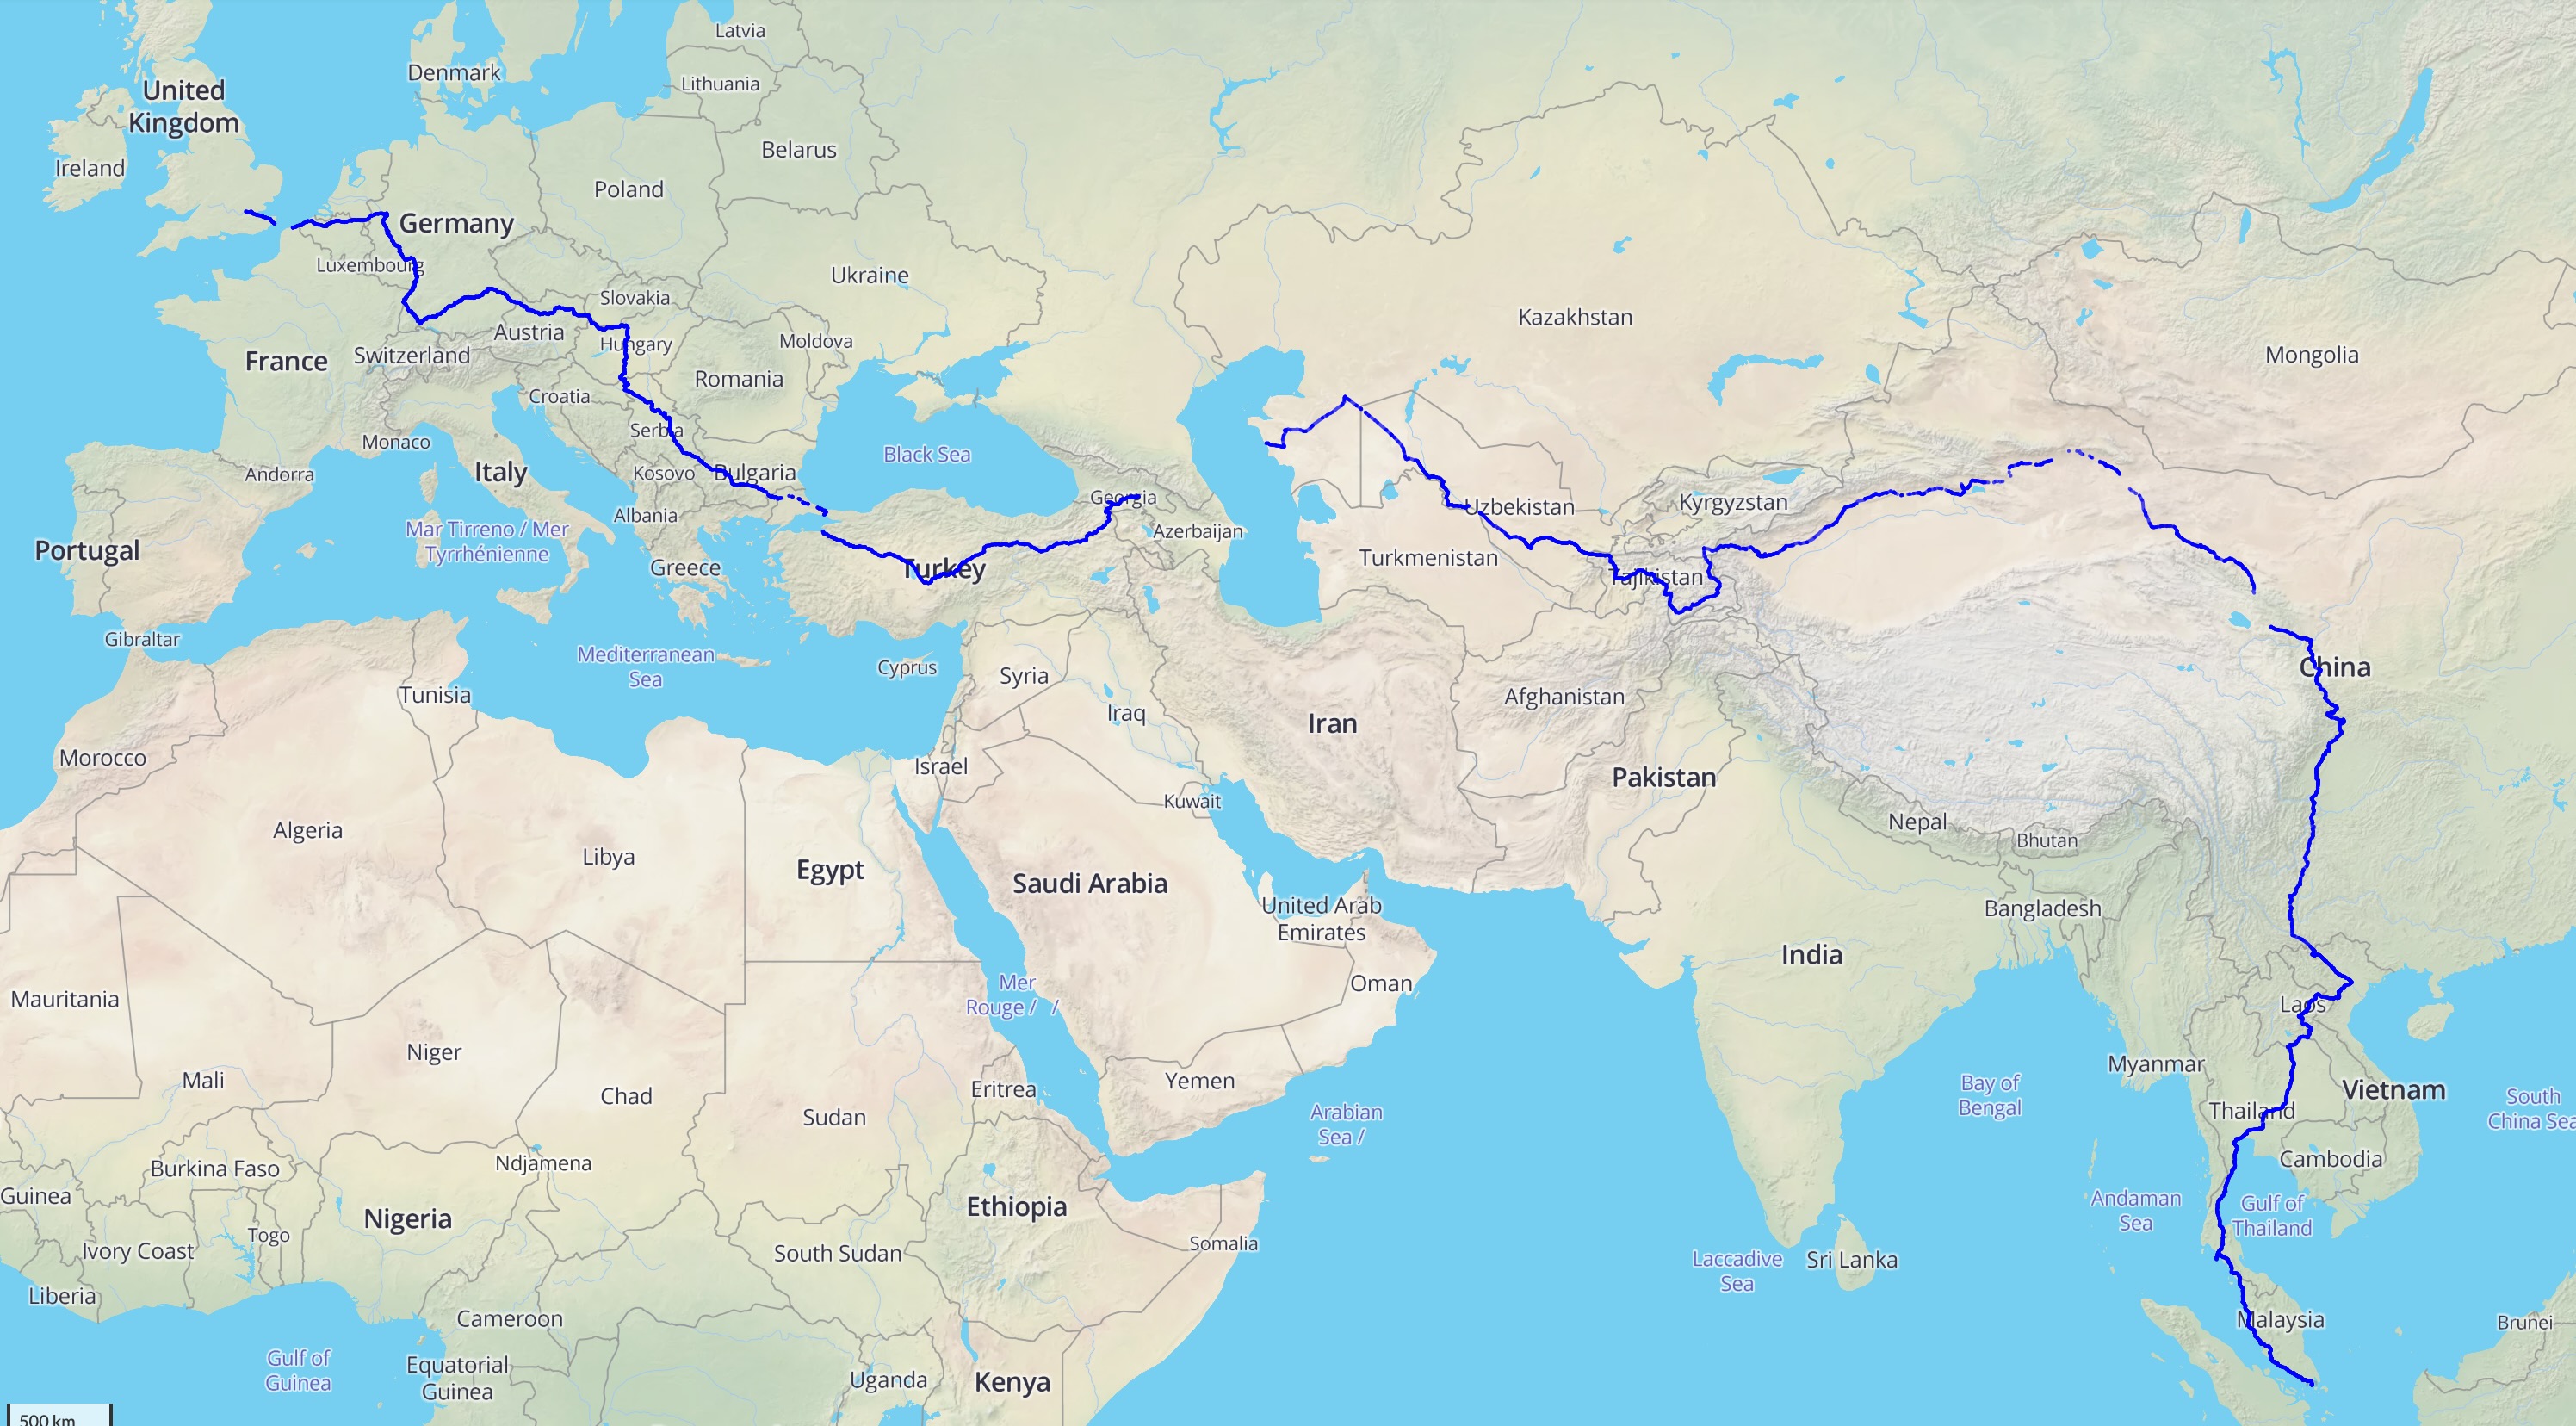 Latvia
Denmark
Lithuania
United
Kingdom
Belarus
Ireland
Poland
Germany
Luxembourg
Ukraine
Slovakia
Kazakhstan
Austria
Hungary
Moldova
Switzerland
France
Mongolia
Romania
Croatia
Serbia
Monaco
Black Sea
Andorra
Italy
Kosovo
Bulgaria
Georgia
Kyrgyzstan
Uzbekistan
Albania
Mar Tirreno / Mer
Tyrrhénienne
Azerbaijan
Portugal
Turkmenistan
Greece
Turkey
Tajikistan
Gibraltar
Mediterranean
Sea
Cyprus
Syria
China
Tunisia
Afghanistan
Iraq
Iran
Morocco
Israel
Pakistan
Kuwait
Algeria
Nepal
Bhutan
Libya
Egypt
Saudi Arabia
United Arab
Emirates
Bangladesh
India
Mer
Rouge / /
Oman
Mauritania
Laos
Niger
Myanmar
Mali
Chad
Eritrea
Yemen
Bay of
Bengal
Vietnam
Sudan
Arabian
Sea /
Thailand
South
China Sea
Burkina Faso
Ndjamena
Cambodia
Guinea
Nigeria
Ethiopia
Andaman
Sea
Gulf of
Thailand
Togo
Ivory Coast
South Sudan
Somalia
Laccadive
Sea
Sri Lanka
Liberia
Cameroon
Malaysia
Brunei
Gulf of
Guinea
Equatorial
Guinea
Uganda
Kenya
500 km